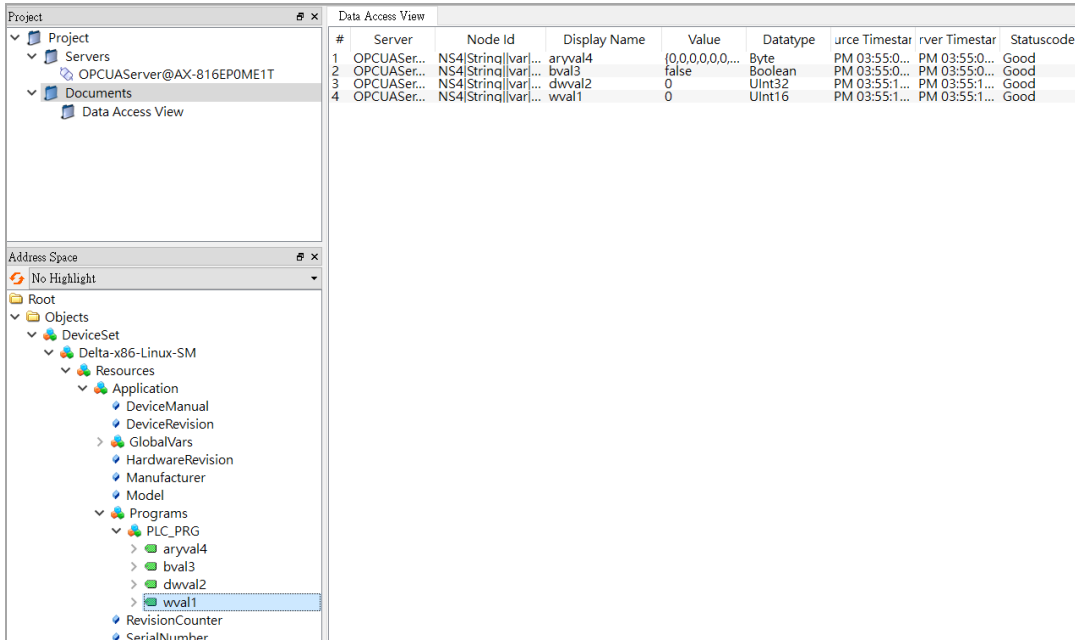 Project
Project
Servers
OPCUAServer@AX-816EP0ME1T
Documents
Data Access View
Address Space
No Highlight
Root
Objects
DeviceSet
Delta-x86-Linux-SM
Resources
Application
DeviceManual
DeviceRevision
GlobalVars
HardwareRevision
Manufacturer
Model
Programs
PLC_PRG
aryval4
bval3
dwval2
wval1
RevisionCounter
SerialNumber
Data Access View
# Server Node Id Display Name Value Datatype urce Timestar rver Timestar Statuscode
1 OPCUASer... NS4|String||var|... aryval4 {0,0,0,0,0,0,... Byte PM 03:55:0... PM 03:55:0... Good
2 OPCUASer... NS4|String||var|... bval3 false Boolean PM 03:55:0... PM 03:55:0... Good
3 OPCUASer... NS4|String||var|... dwval2 0 UInt32 PM 03:55:1... PM 03:55:1... Good
4 OPCUASer... NS4|String||var|... wval1 0 UInt16 PM 03:55:1... PM 03:55:1... Good